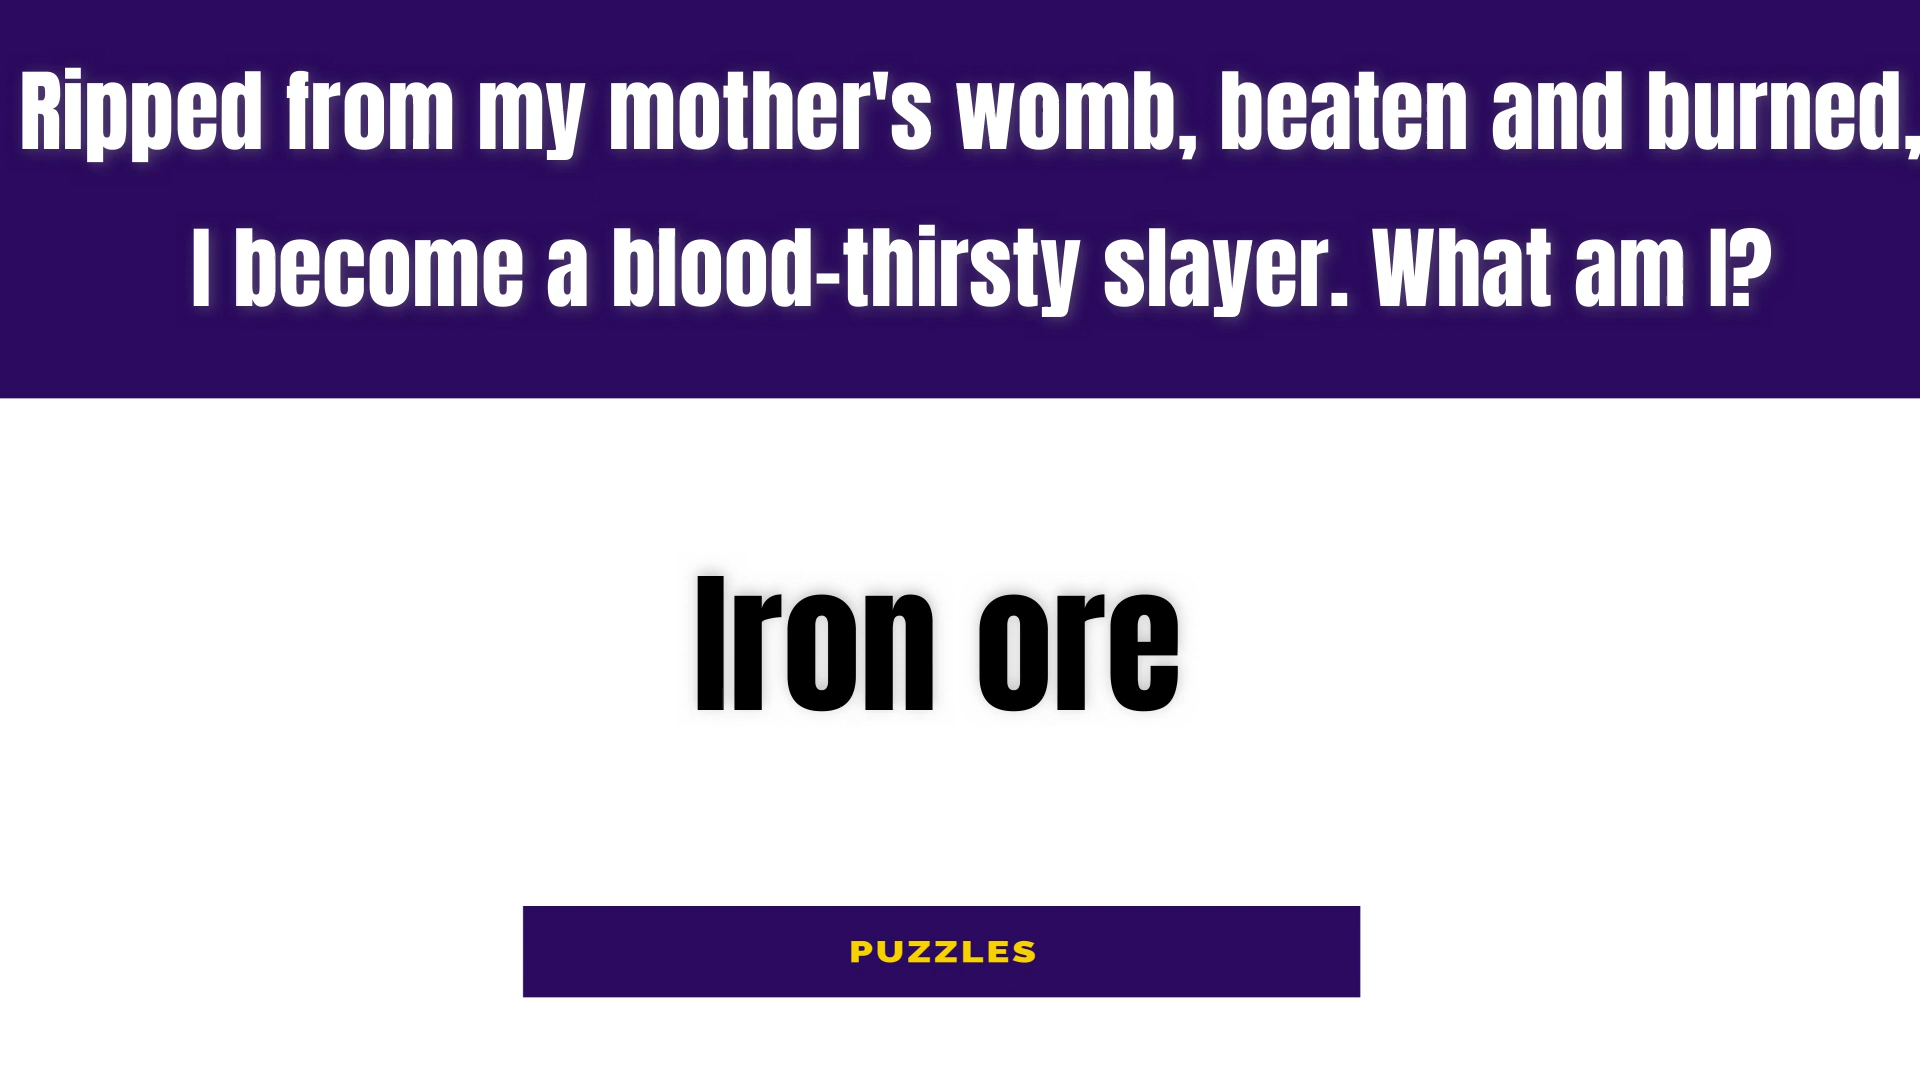 Ripped from my mother's womb, beaten and burned,
I become a blood-thirsty slayer. What am I?
Iron ore
PUZZLES